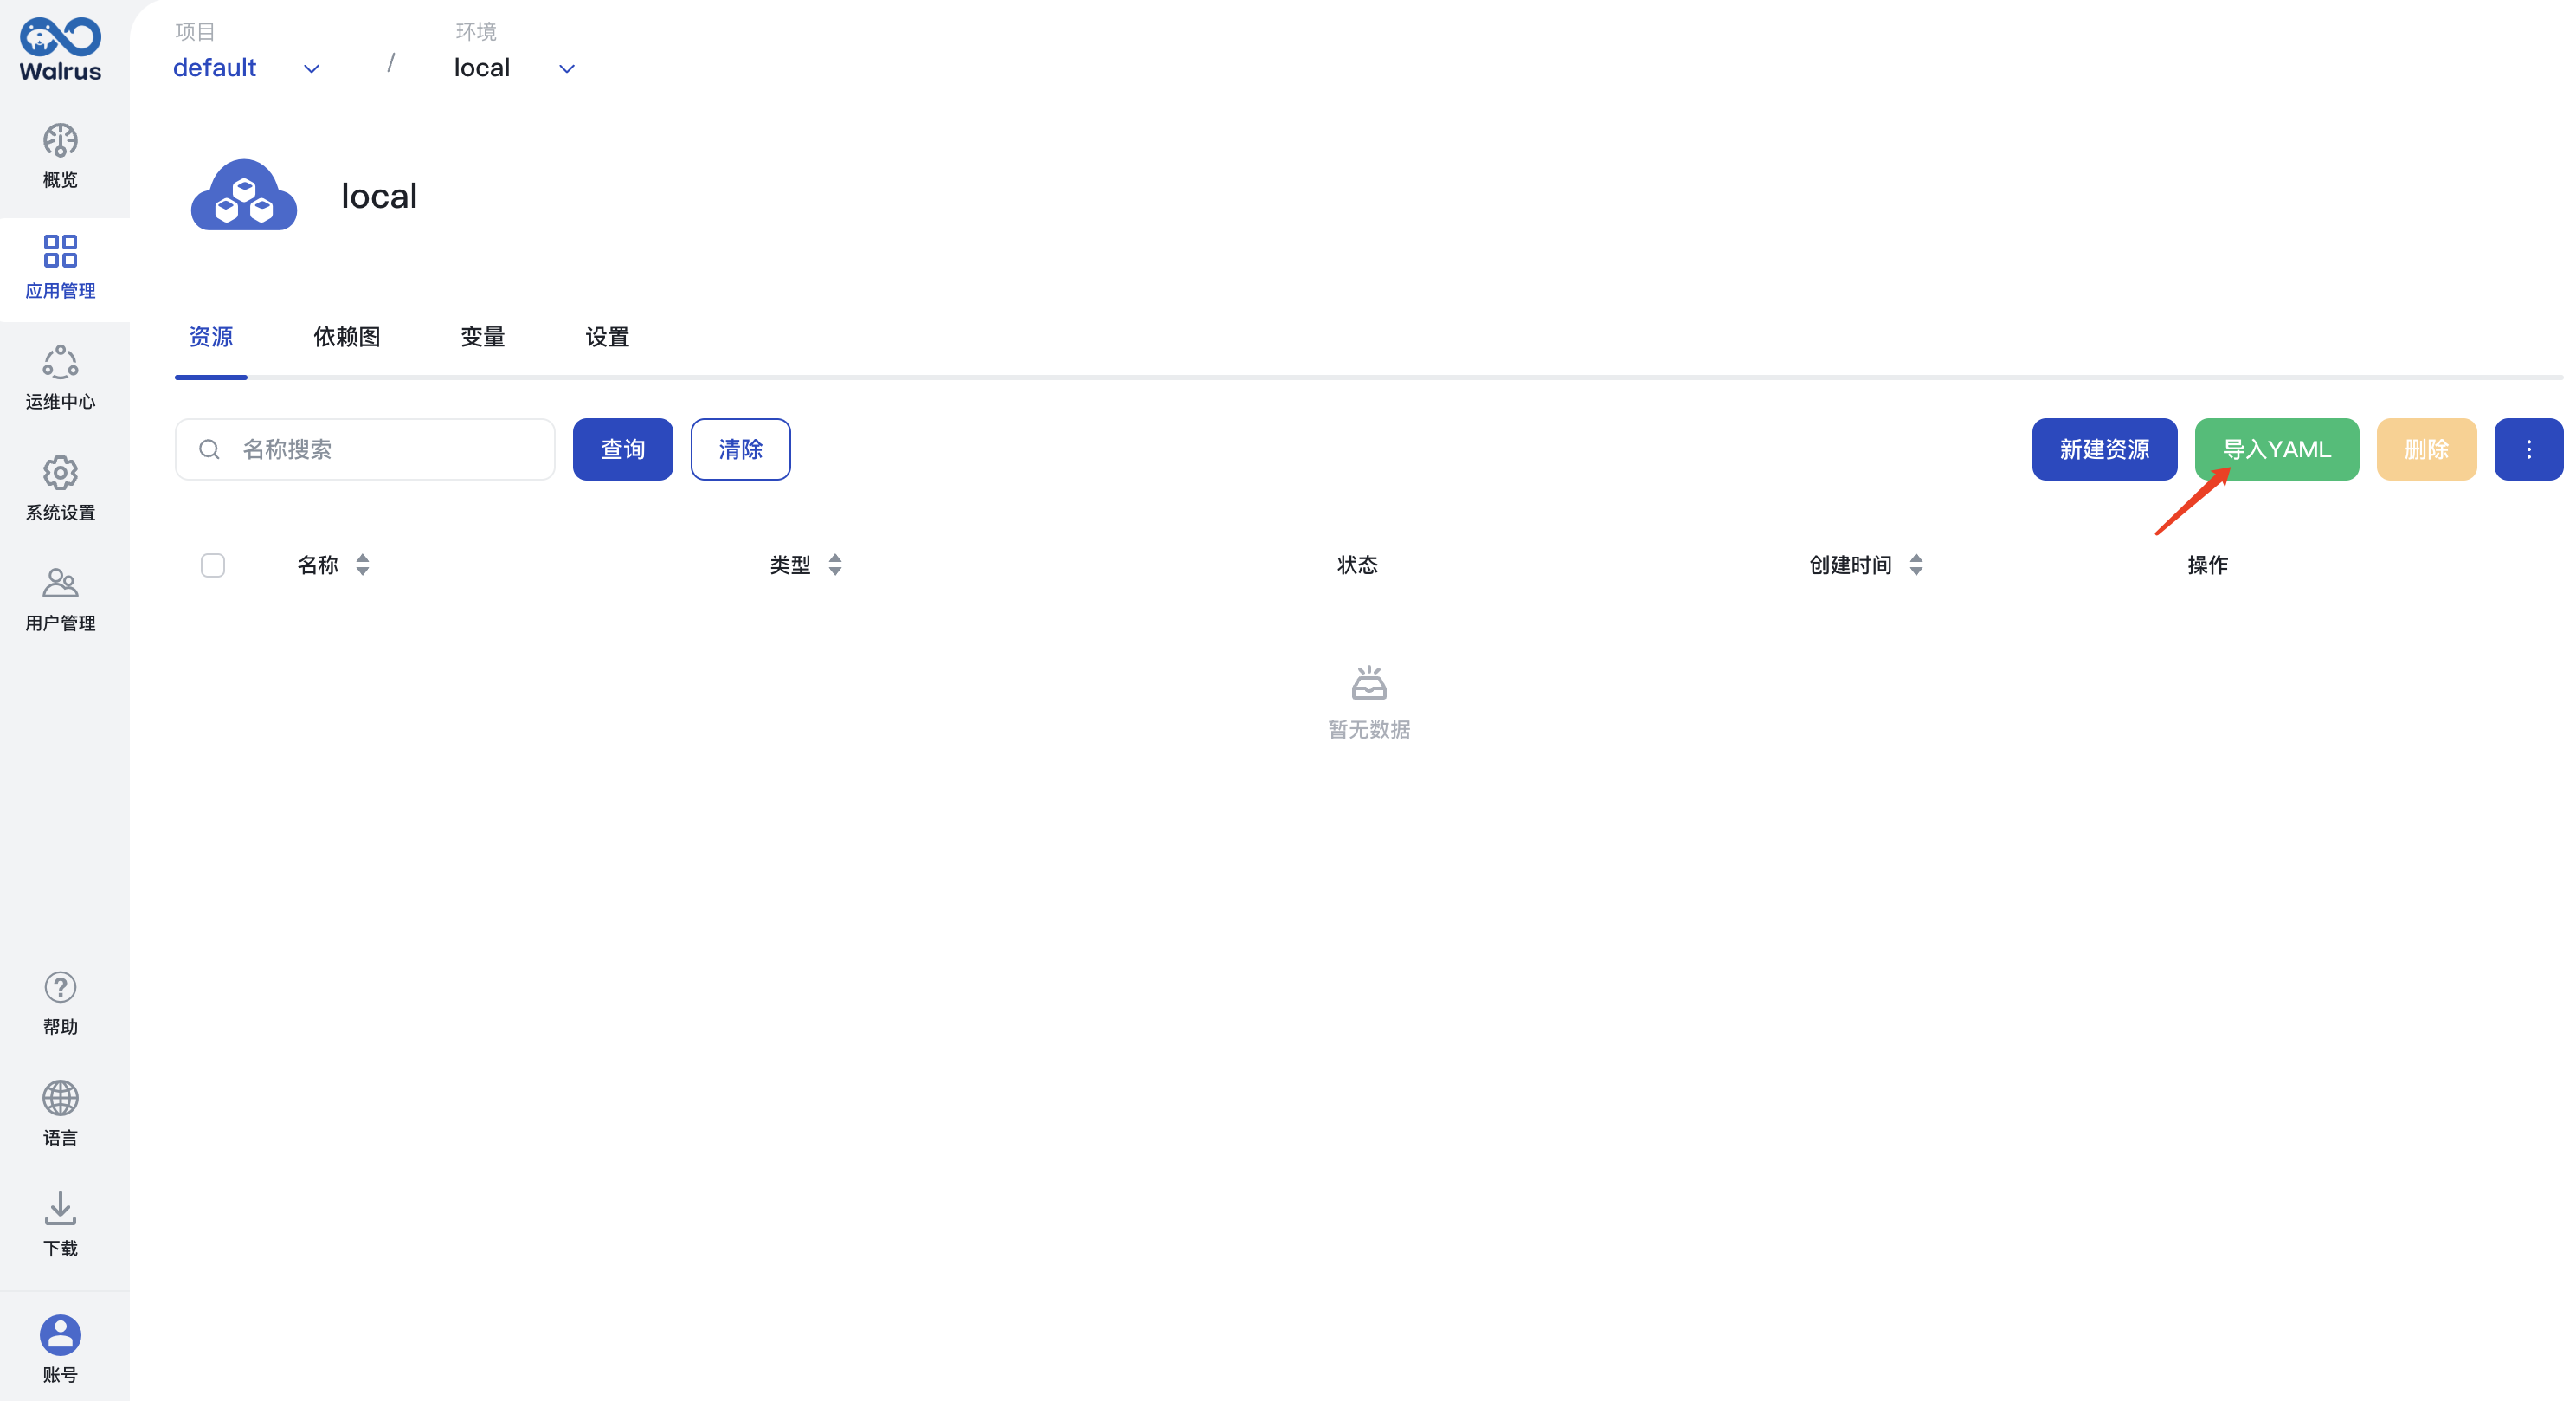 Walrus
概览
应用管理
运维中心
系统设置
用户管理
帮助
语言
下载
账号
项目
default
/
环境
local
local
资源
依赖图
变量
设置
名称搜索
查询
清除
新建资源
导入YAML
删除
名称
类型
状态
创建时间
操作
暂无数据